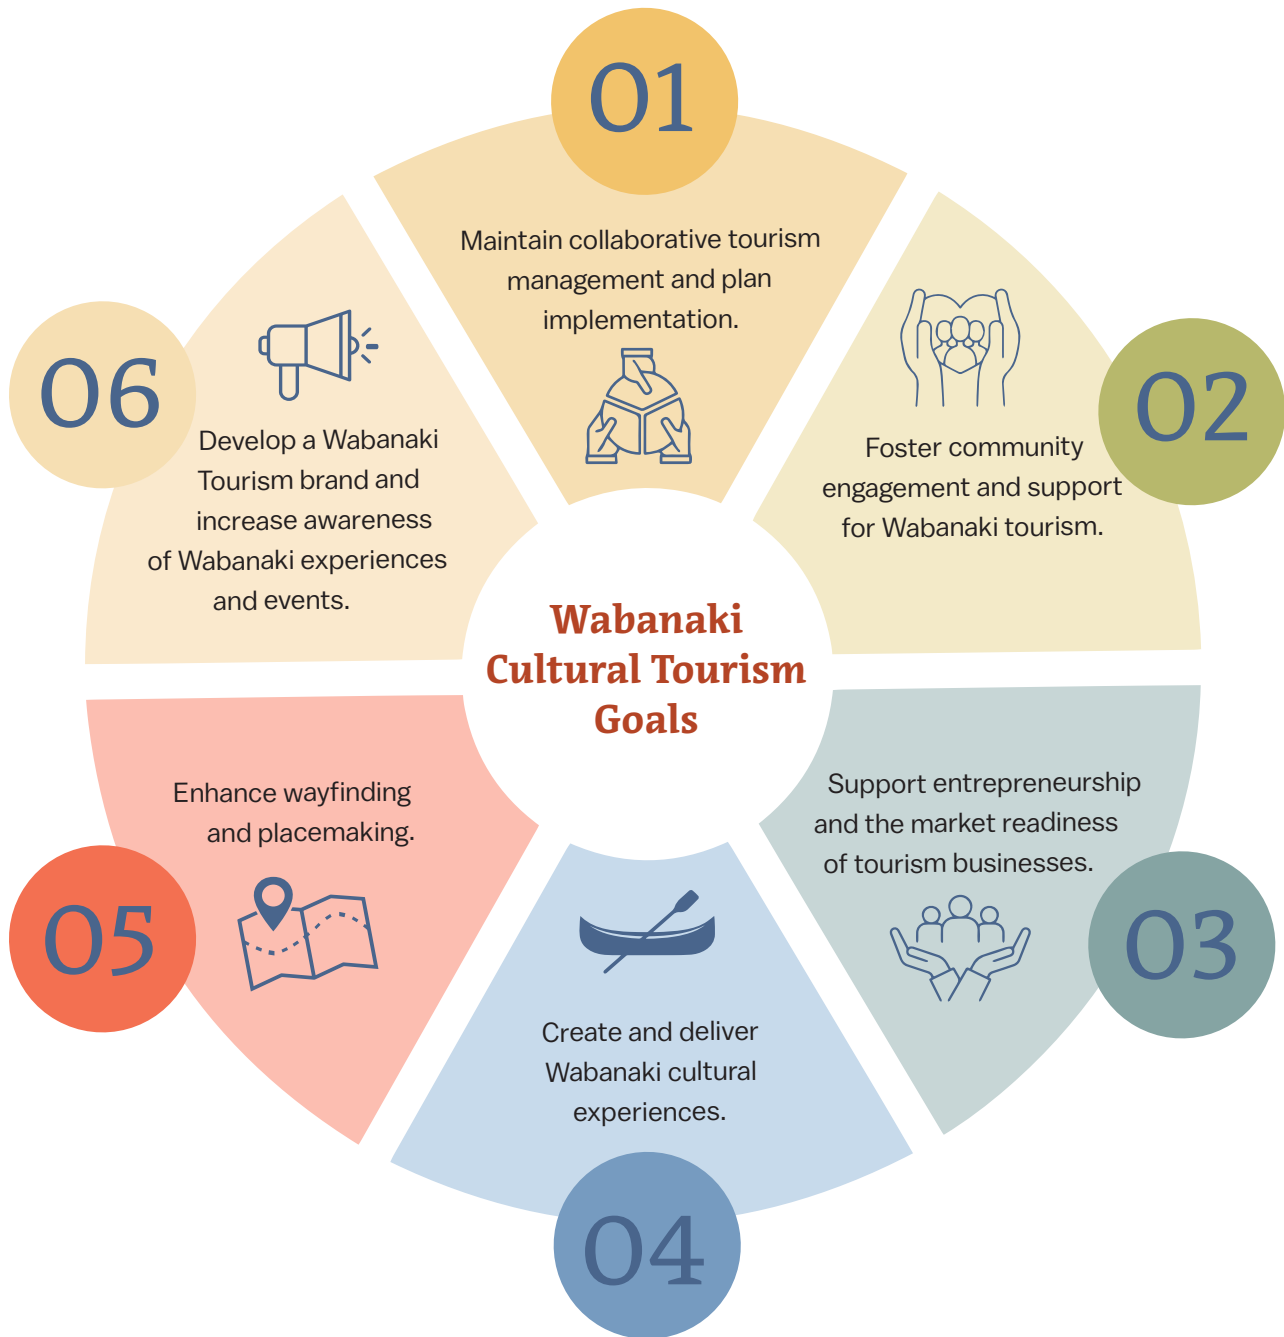 01
Maintain collaborative tourism
management and plan
implementation.
02
Foster community
engagement and support
for Wabanaki tourism.
03
Support entrepreneurship
and the market readiness
of tourism businesses.
04
Create and deliver
Wabanaki cultural
experiences.
05
Enhance wayfinding
and placemaking.
06
Develop a Wabanaki
Tourism brand and
increase awareness
of Wabanaki experiences
and events.
Wabanaki
Cultural Tourism
Goals